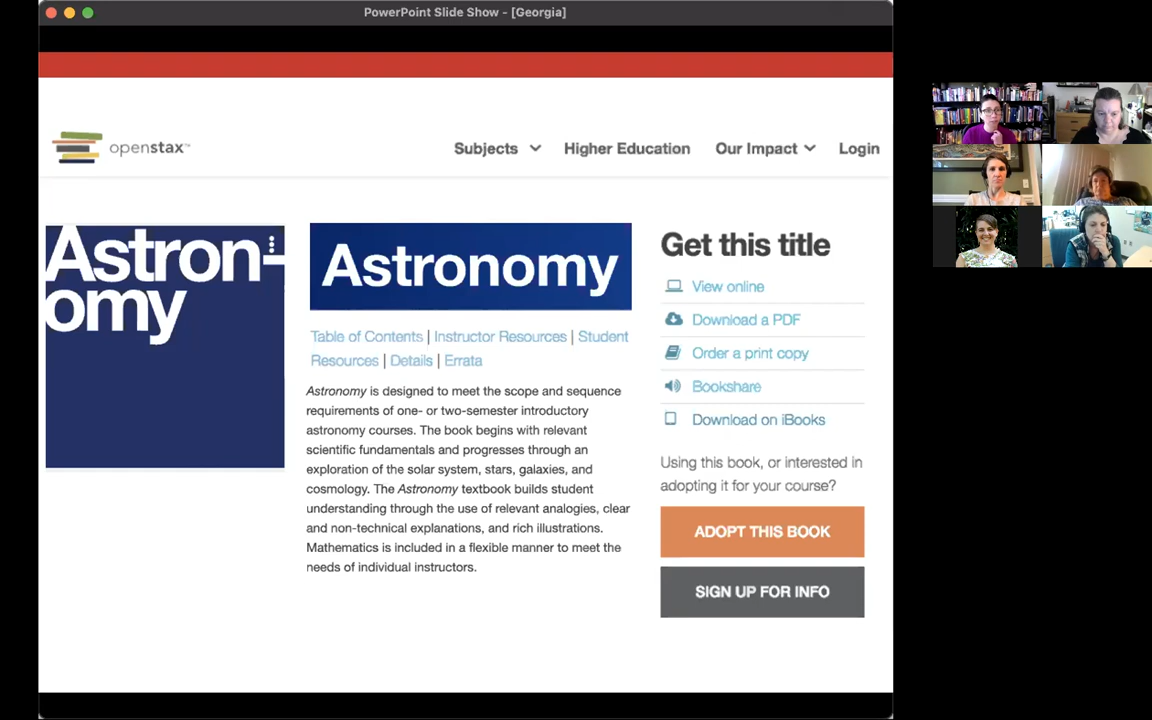 PowerPoint Slide Show - [Georgia]
openstax™
Subjects
Higher Education
Our Impact
Login
Astron-
omy
Astronomy
Table of Contents | Instructor Resources | Student
Resources | Details | Errata
Astronomy is designed to meet the scope and sequence
requirements of one- or two-semester introductory
astronomy courses. The book begins with relevant
scientific fundamentals and progresses through an
exploration of the solar system, stars, galaxies, and
cosmology. The Astronomy textbook builds student
understanding through the use of relevant analogies, clear
and non-technical explanations, and rich illustrations.
Mathematics is included in a flexible manner to meet the
needs of individual instructors.
Get this title
View online
Download a PDF
Order a print copy
Bookshare
Download on iBooks
Using this book, or interested in
adopting it for your course?
ADOPT THIS BOOK
SIGN UP FOR INFO